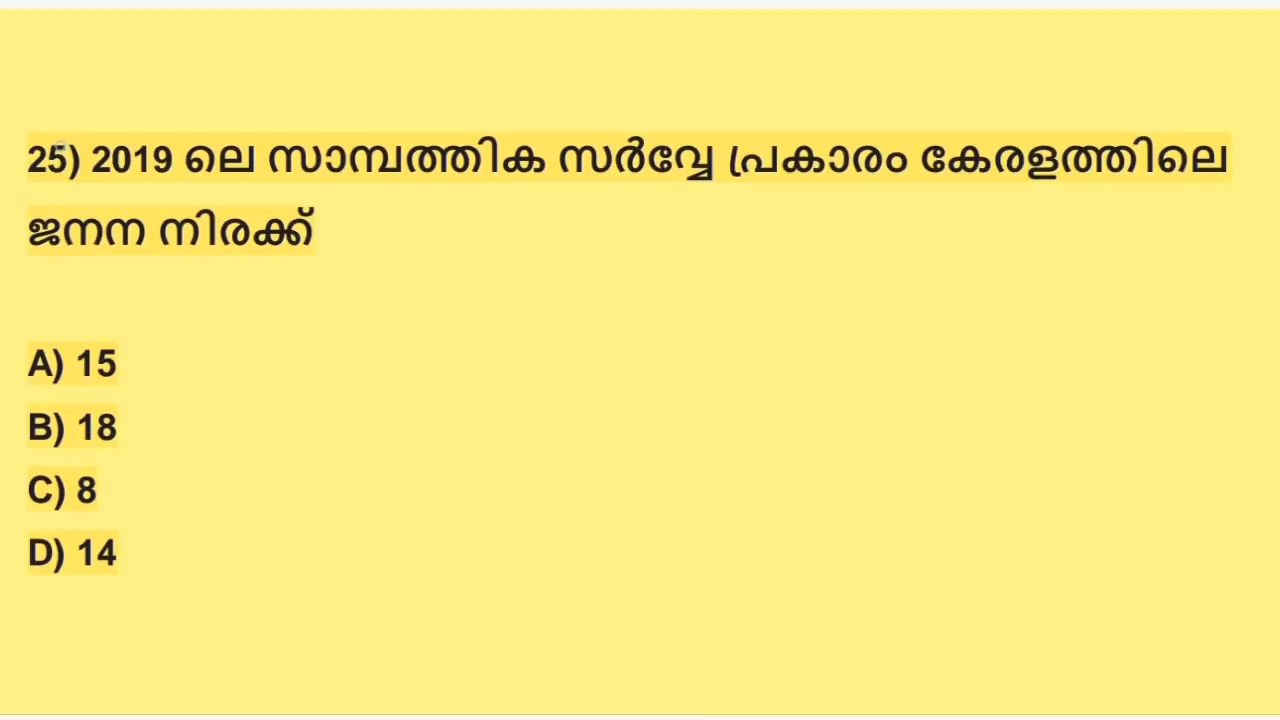 25) 2019 ലെ സാമ്പത്തിക സർവ്വേ പ്രകാരം കേരളത്തിലെ
ജനന നിരക്ക്
A) 15
B) 18
C) 8
D) 14